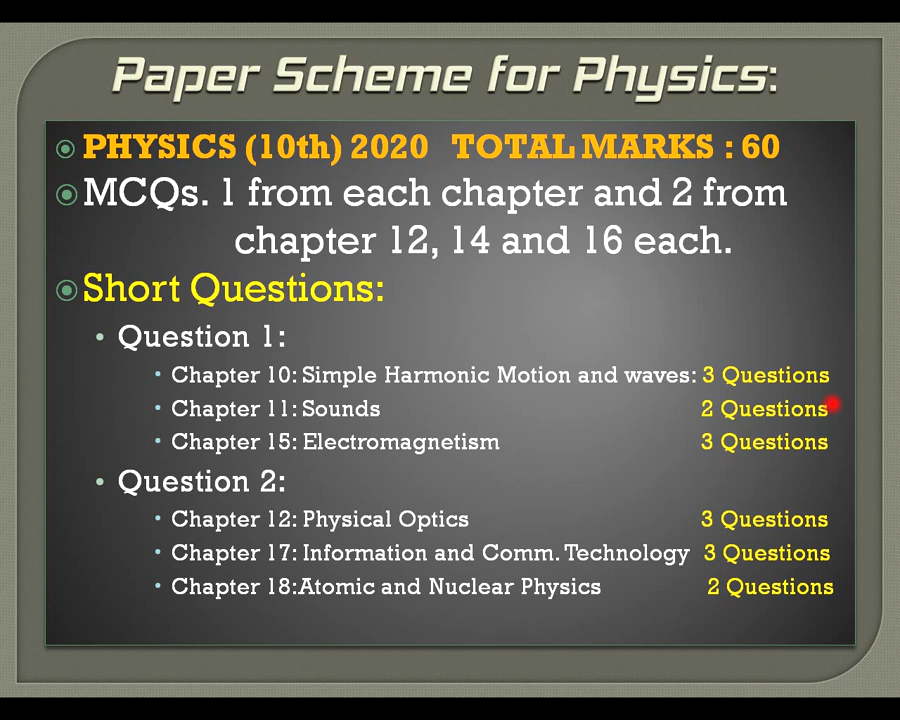 Paper Scheme for Physics:
PHYSICS (10th) 2020 TOTAL MARKS : 60
MCQs. 1 from each chapter and 2 from
chapter 12, 14 and 16 each.
Short Questions:
Question 1:
Chapter 10: Simple Harmonic Motion and waves: 3 Questions
Chapter 11: Sounds 2 Questions
Chapter 15: Electromagnetism 3 Questions
Question 2:
Chapter 12: Physical Optics 3 Questions
Chapter 17: Information and Comm. Technology 3 Questions
Chapter 18:Atomic and Nuclear Physics 2 Questions